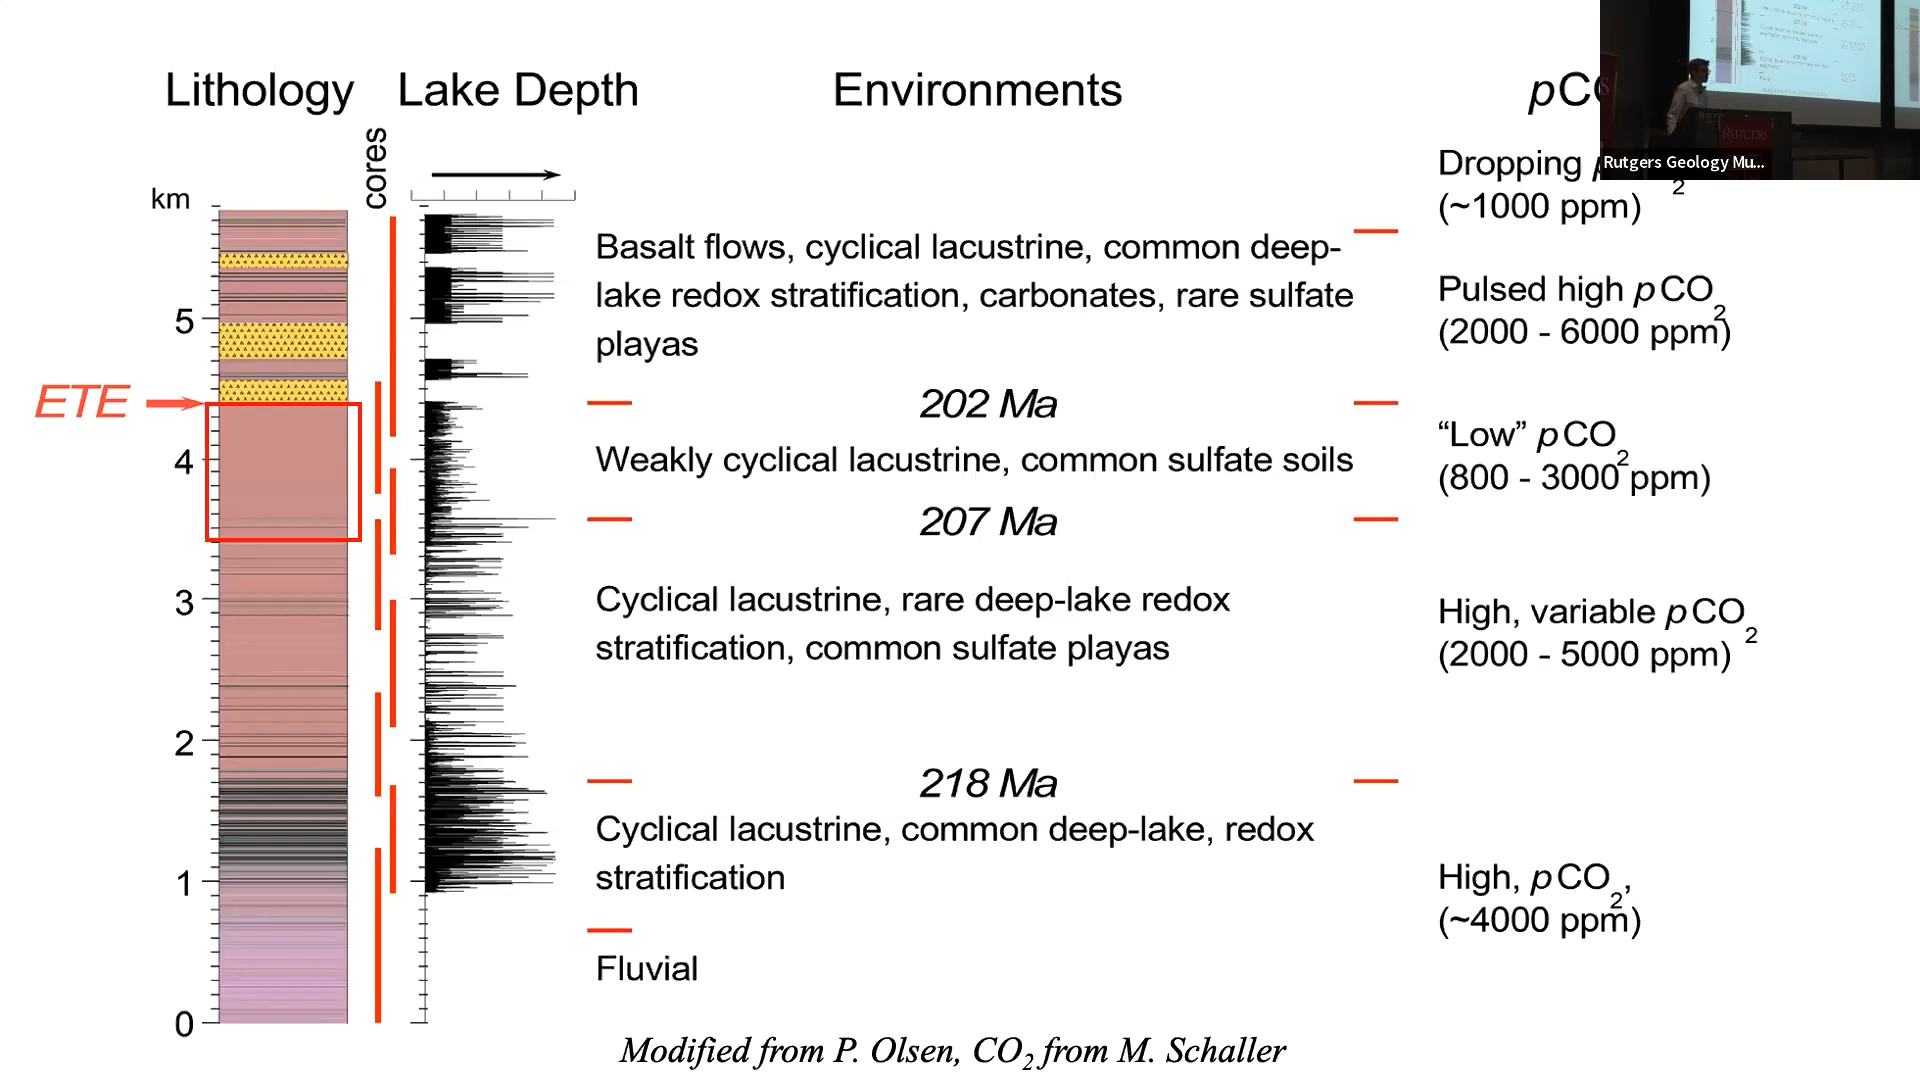 Lithology
Lake Depth
Environments
pC
cores
km
5
4
3
2
1
0
ETE
Basalt flows, cyclical lacustrine, common deep-
lake redox stratification, carbonates, rare sulfate
playas
202 Ma
Weakly cyclical lacustrine, common sulfate soils
207 Ma
Cyclical lacustrine, rare deep-lake redox
stratification, common sulfate playas
218 Ma
Cyclical lacustrine, common deep-lake, redox
stratification
Fluvial
Dropping
2
(~1000 ppm)
Pulsed high pCO2
(2000 - 6000 ppm)
“Low” pCO2
(800 - 3000 ppm)
High, variable pCO2
(2000 - 5000 ppm)
High, pCO2,
(~4000 ppm)
RUTGERS
Rutgers Geology Mu...
Modified from P. Olsen, CO2 from M. Schaller